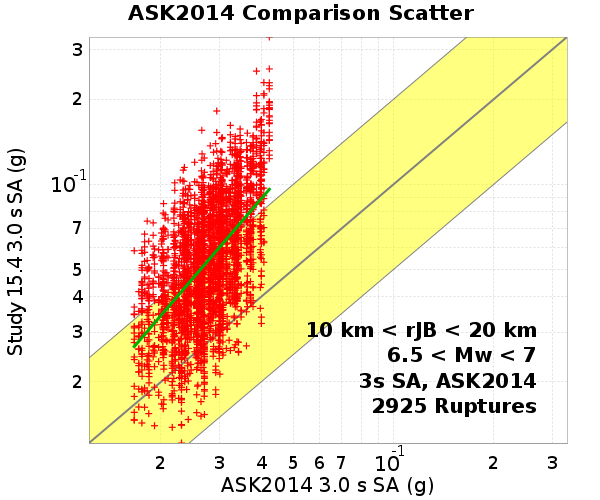 ASK2014 Comparison Scatter
Study 15.4 3.0 s SA (g)
3
2
10-1
7
5
4
3
2
10 km < rJB < 20 km
6.5 < Mw < 7
3s SA, ASK2014
2925 Ruptures
2 3 4 5 6 7 10-1 2 3
ASK2014 3.0 s SA (g)